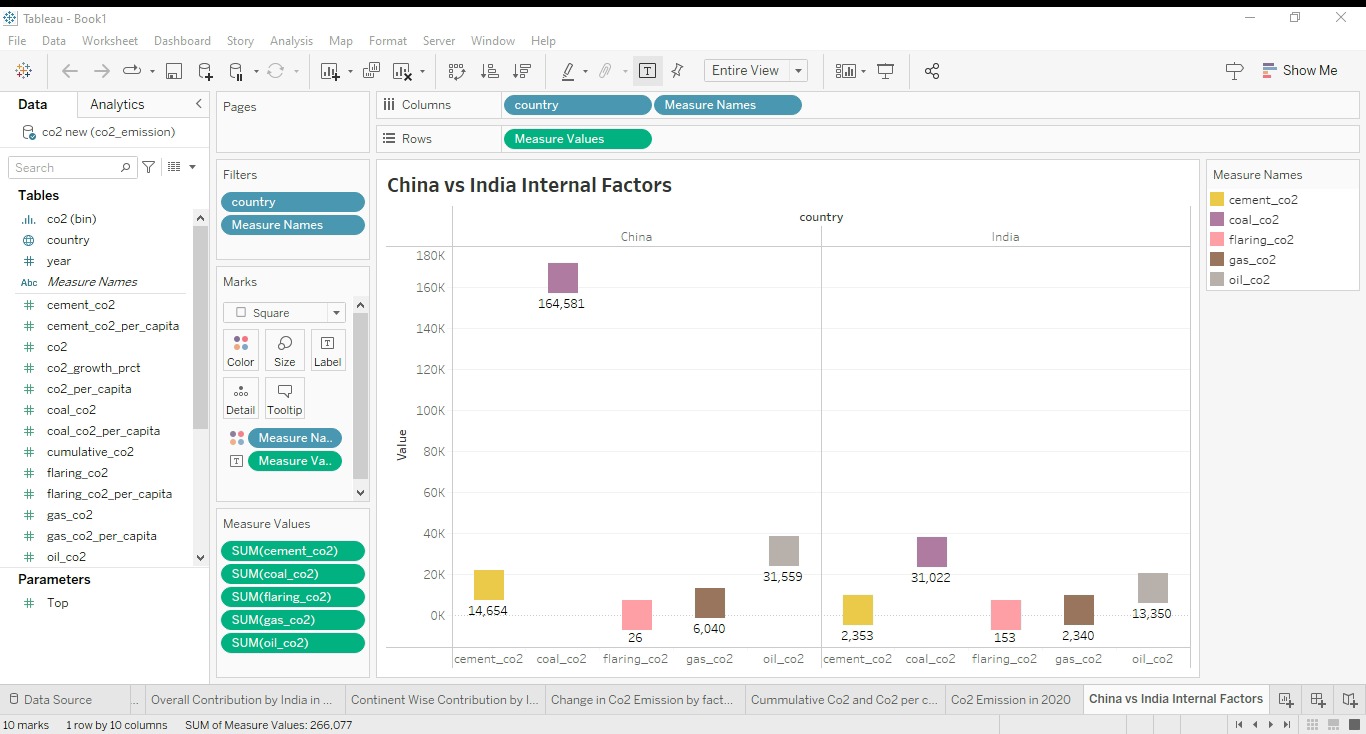 Tableau - Book1
File Data Worksheet Dashboard Story Analysis Map Format Server Window Help
Entire View
Show Me
Data Analytics
co2 new (co2_emission)
Search
Tables
co2 (bin)
country
year
Abc Measure Names
cement_co2
cement_co2_per_capita
co2
co2_growth_prct
co2_per_capita
coal_co2
coal_co2_per_capita
cumulative_co2
flaring_co2
flaring_co2_per_capita
gas_co2
gas_co2_per_capita
oil_co2
Parameters
Top
Pages
Filters
country
Measure Names
Marks
Square
Color Size Label
Detail Tooltip
Measure Na..
Measure Va..
Measure Values
SUM(cement_co2)
SUM(coal_co2)
SUM(flaring_co2)
SUM(gas_co2)
SUM(oil_co2)
Columns country Measure Names
Rows Measure Values
China vs India Internal Factors
country
China India
180K
160K
140K
120K
100K
80K
60K
40K
20K
0K
Value
14,654
164,581
26
6,040
31,559
2,353
31,022
153
2,340
13,350
cement_co2 coal_co2 flaring_co2 gas_co2 oil_co2 cement_co2 coal_co2 flaring_co2 gas_co2 oil_co2
Measure Names
cement_co2
coal_co2
flaring_co2
gas_co2
oil_co2
Data Source ... Overall Contribution by India in ... Continent Wise Contribution by I... Change in Co2 Emission by fact... Cummulative Co2 and Co2 per c... Co2 Emission in 2020 China vs India Internal Factors
10 marks 1 row by 10 columns SUM of Measure Values: 266,077